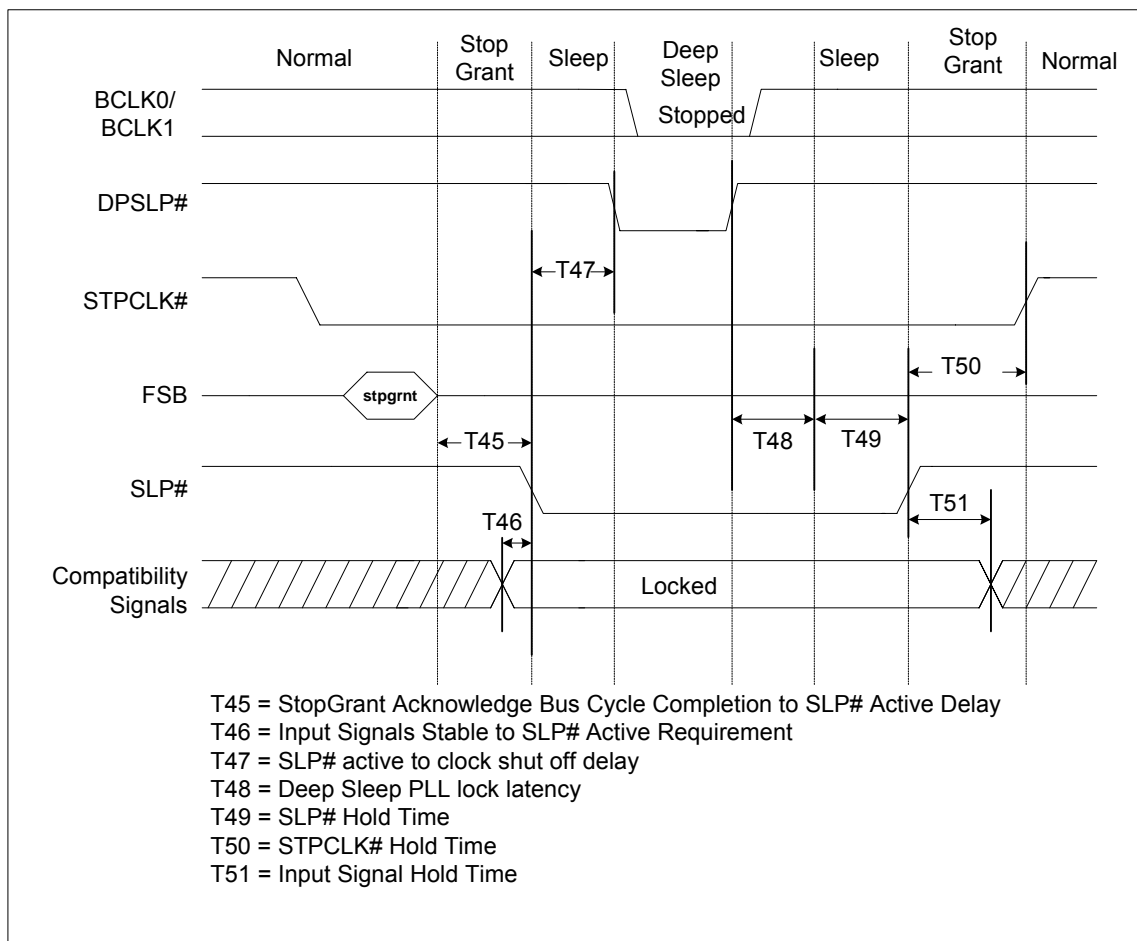 Normal
Stop
Grant
Sleep
Deep
Sleep
Sleep
Stop
Grant
Normal
BCLK0/
BCLK1
Stopped
DPSLP#
T47
STPCLK#
T50
FSB
stpgrnt
T45
T48
T49
SLP#
T51
T46
Compatibility
Signals
Locked
T45 = StopGrant Acknowledge Bus Cycle Completion to SLP# Active Delay
T46 = Input Signals Stable to SLP# Active Requirement
T47 = SLP# active to clock shut off delay
T48 = Deep Sleep PLL lock latency
T49 = SLP# Hold Time
T50 = STPCLK# Hold Time
T51 = Input Signal Hold Time